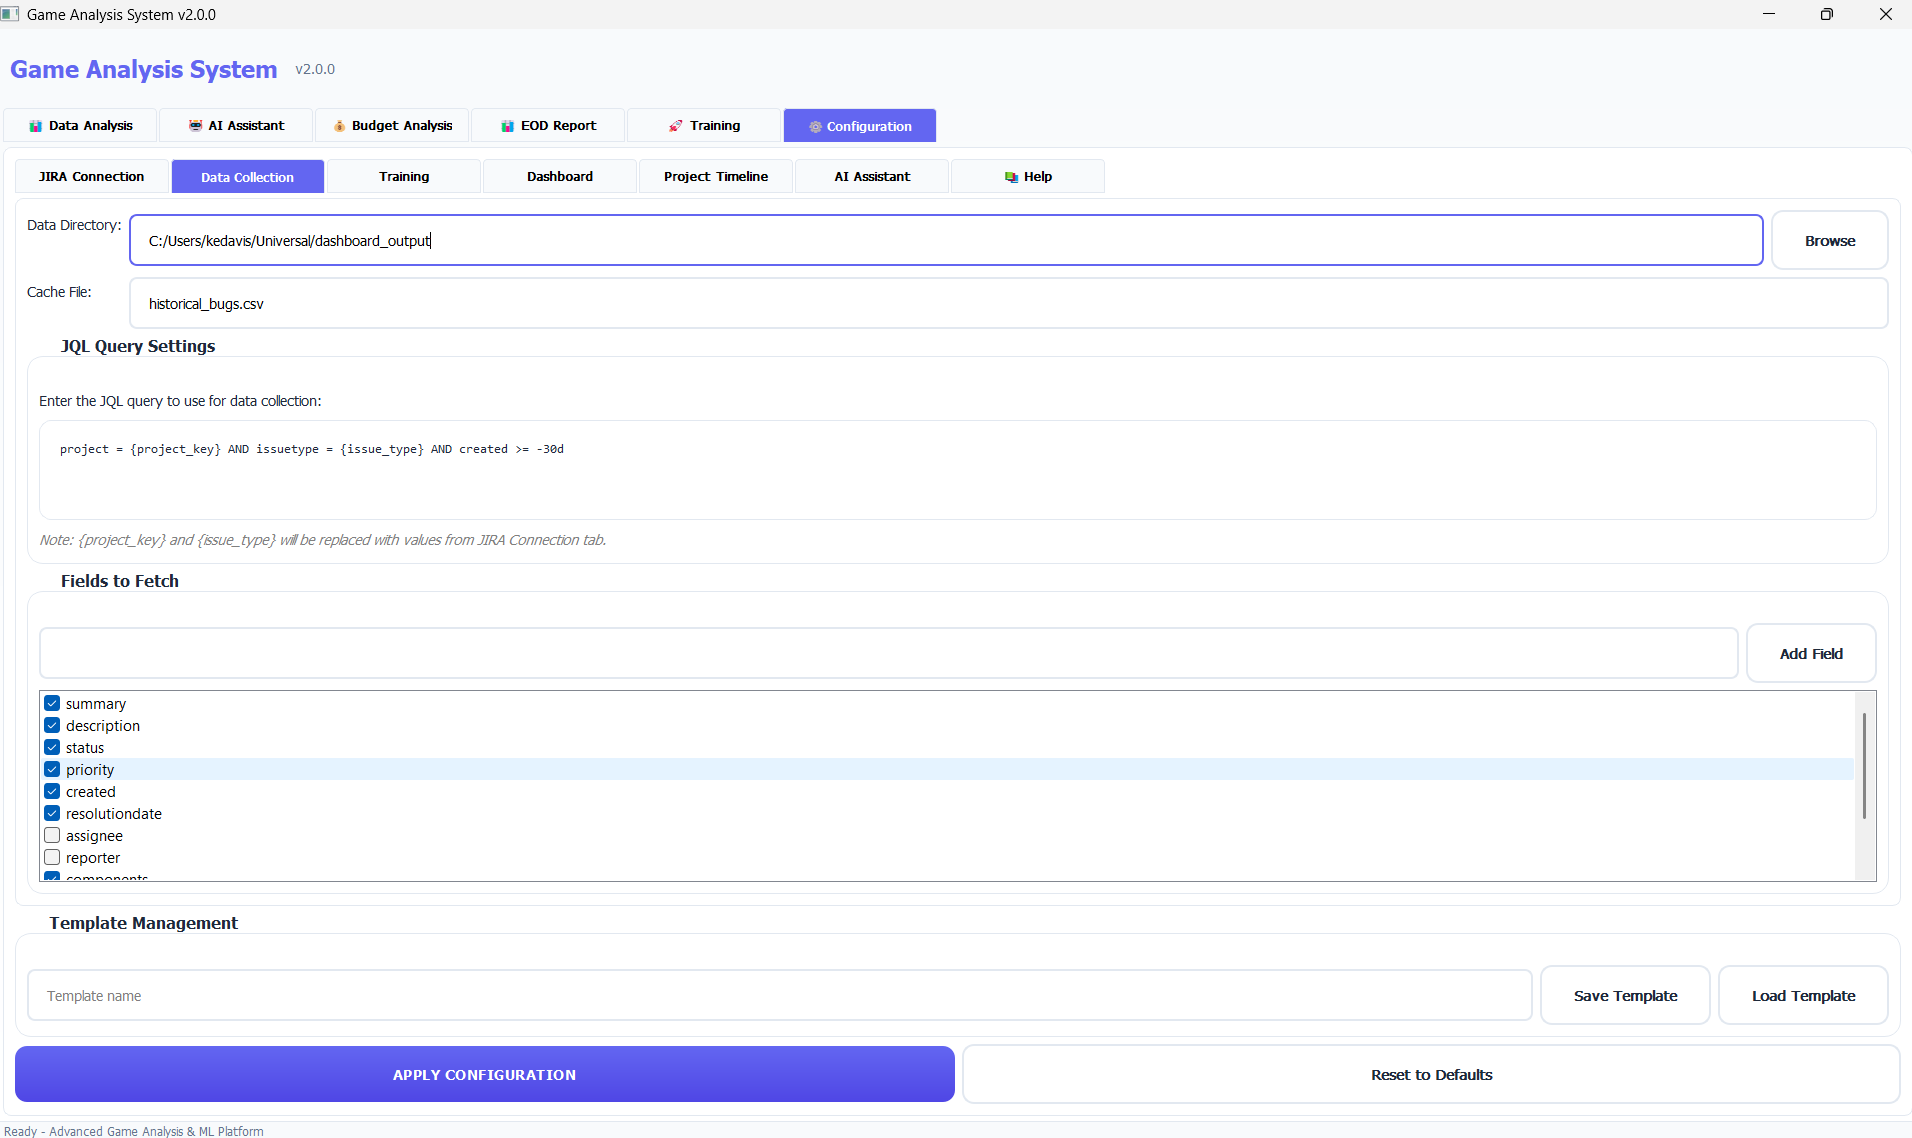 Game Analysis System v2.0.0
Game Analysis System v2.0.0
Data Analysis AI Assistant Budget Analysis EOD Report Training Configuration
JIRA Connection Data Collection Training Dashboard Project Timeline AI Assistant Help
Data Directory: C:/Users/kedavis/Universal/dashboard_output Browse
Cache File: historical_bugs.csv
JQL Query Settings
Enter the JQL query to use for data collection:
project = {project_key} AND issuetype = {issue_type} AND created >= -30d
Note: {project_key} and {issue_type} will be replaced with values from JIRA Connection tab.
Fields to Fetch
Add Field
summary
description
status
priority
created
resolutiondate
assignee
reporter
components
Template Management
Template name Save Template Load Template
APPLY CONFIGURATION Reset to Defaults
Ready - Advanced Game Analysis & ML Platform